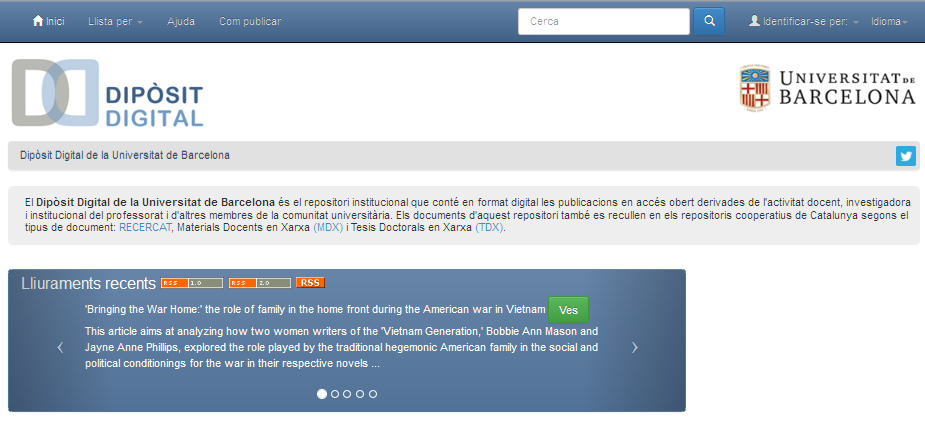 Inici Llista per Ajuda Com publicar Cerca Identificar-se per: Idioma
DIPÒSIT
DIGITAL
UNIVERSITAT DE
BARCELONA
Dipòsit Digital de la Universitat de Barcelona
El Dipòsit Digital de la Universitat de Barcelona és el repositori institucional que conté en format digital les publicacions en accés obert derivades de l'activitat docent, investigadora
i institucional del professorat i d'altres membres de la comunitat universitària. Els documents d'aquest repositori també es recullen en els repositoris cooperatius de Catalunya segons el
tipus de document: RECERCAT, Materials Docents en Xarxa (MDX) i Tesis Doctorals en Xarxa (TDX).
Lliuraments recents RSS 1.0 RSS 2.0 RSS
'Bringing the War Home:' the role of family in the home front during the American war in Vietnam Ves
This article aims at analyzing how two women writers of the 'Vietnam Generation,' Bobbie Ann Mason and
Jayne Anne Phillips, explored the role played by the traditional hegemonic American family in the social and
political conditionings for the war in their respective novels ...